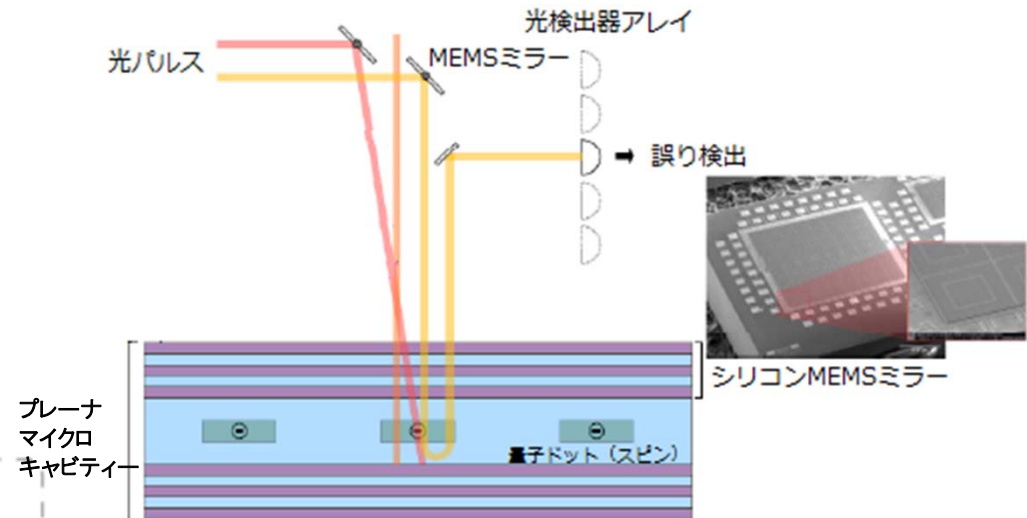 光検出器アレイ
光パルス
MEMSミラー
誤り検出
シリコンMEMSミラー
プレーナ
マイクロ
キャビティ
量子ドット（スピン）